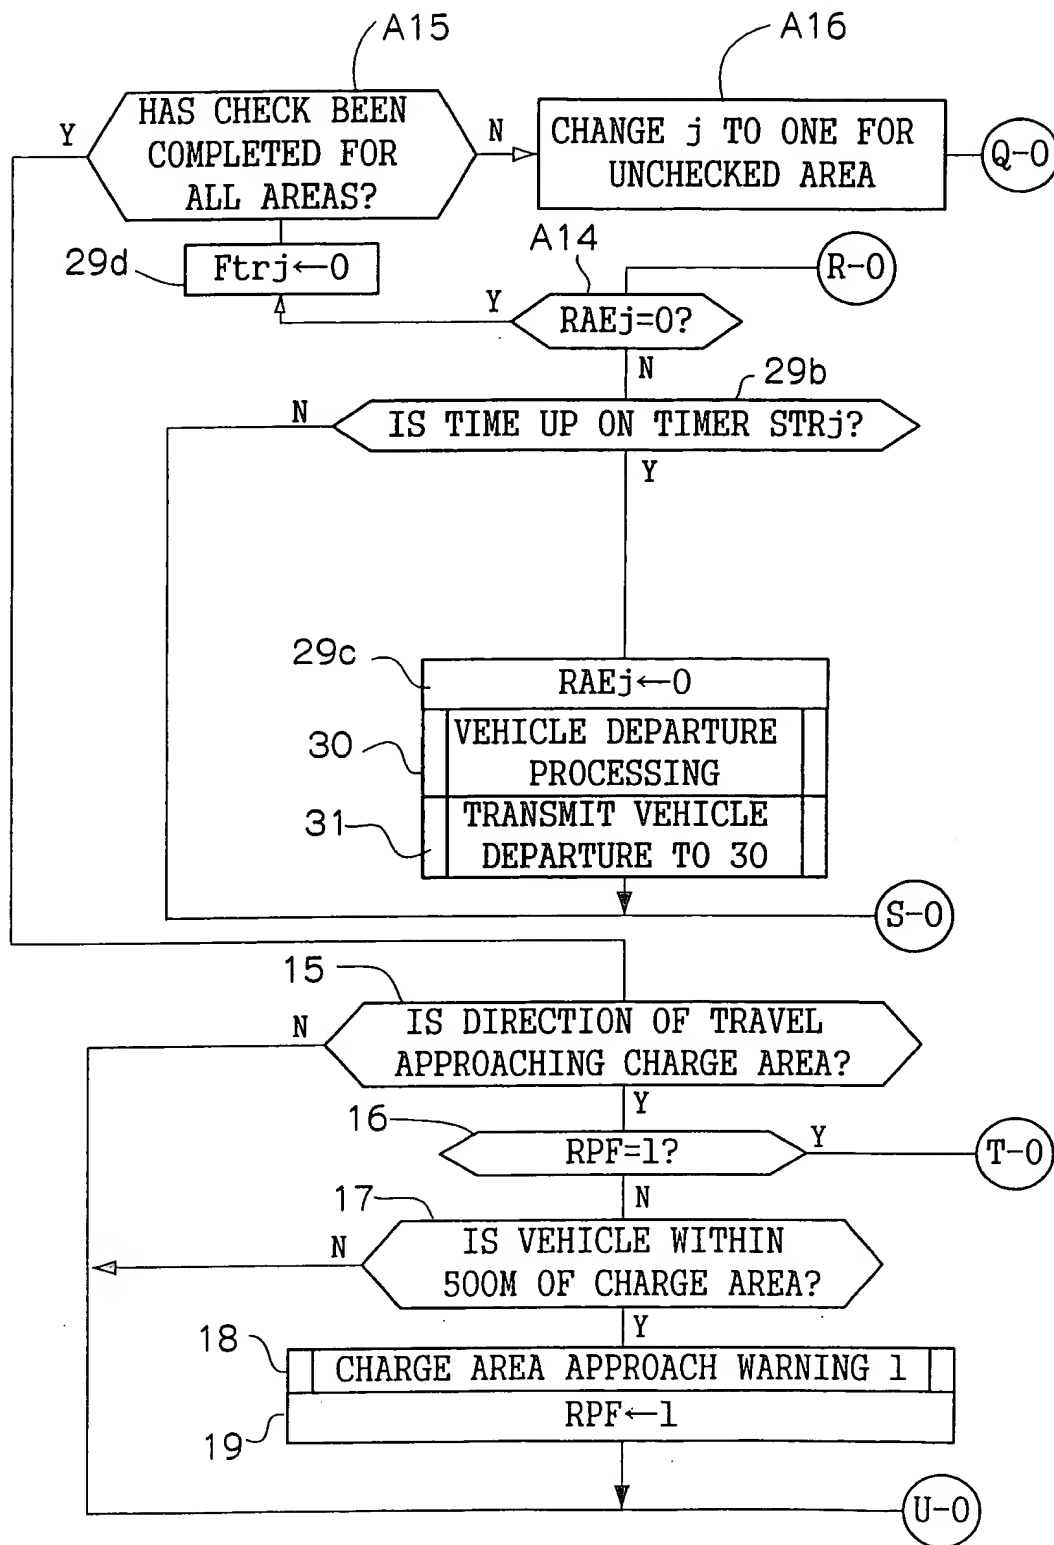 A15
A16
HAS CHECK BEEN
COMPLETED FOR
ALL AREAS?
Y
N
CHANGE j TO ONE FOR
UNCHECKED AREA
Q-0
29d
Ftrj←0
A14
R-0
Y
RAEj=0?
N
29b
N
IS TIME UP ON TIMER STRj?
Y
29c
RAEj←0
30
VEHICLE DEPARTURE
PROCESSING
31
TRANSMIT VEHICLE
DEPARTURE TO 30
S-0
15
N
IS DIRECTION OF TRAVEL
APPROACHING CHARGE AREA?
Y
16
RPF=1?
Y
T-0
N
17
N
IS VEHICLE WITHIN
500M OF CHARGE AREA?
Y
18
CHARGE AREA APPROACH WARNING 1
19
RPF←1
U-0